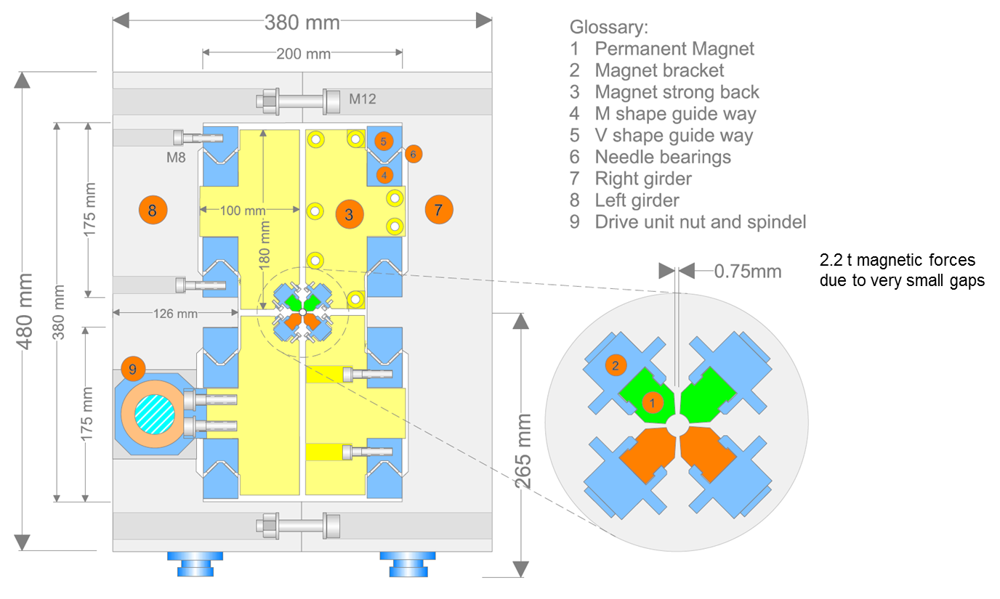 380 mm
200 mm
Glossary:
1 Permanent Magnet
2 Magnet bracket
3 Magnet strong back
4 M shape guide way
5 V shape guide way
6 Needle bearings
7 Right girder
8 Left girder
9 Drive unit nut and spindel
M12
M8
5
6
4
8
100 mm
3
7
175 mm
180 mm
0.75mm
2.2 t magnetic forces
due to very small gaps
480 mm
380 mm
126 mm
9
2
1
175 mm
265 mm